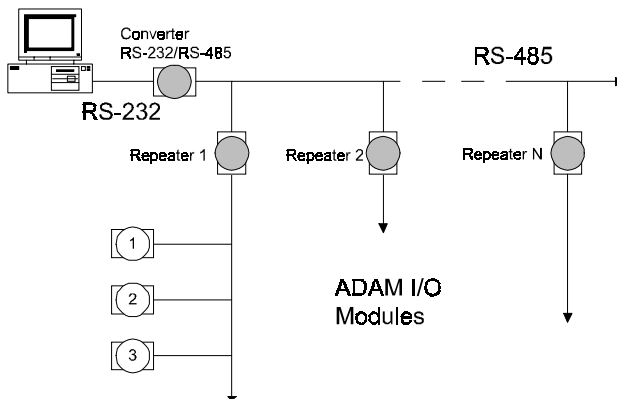 Converter
RS-232/RS-485
RS-485
RS-232
Repeater 1
Repeater 2
Repeater N
1
2
3
ADAM I/O
Modules